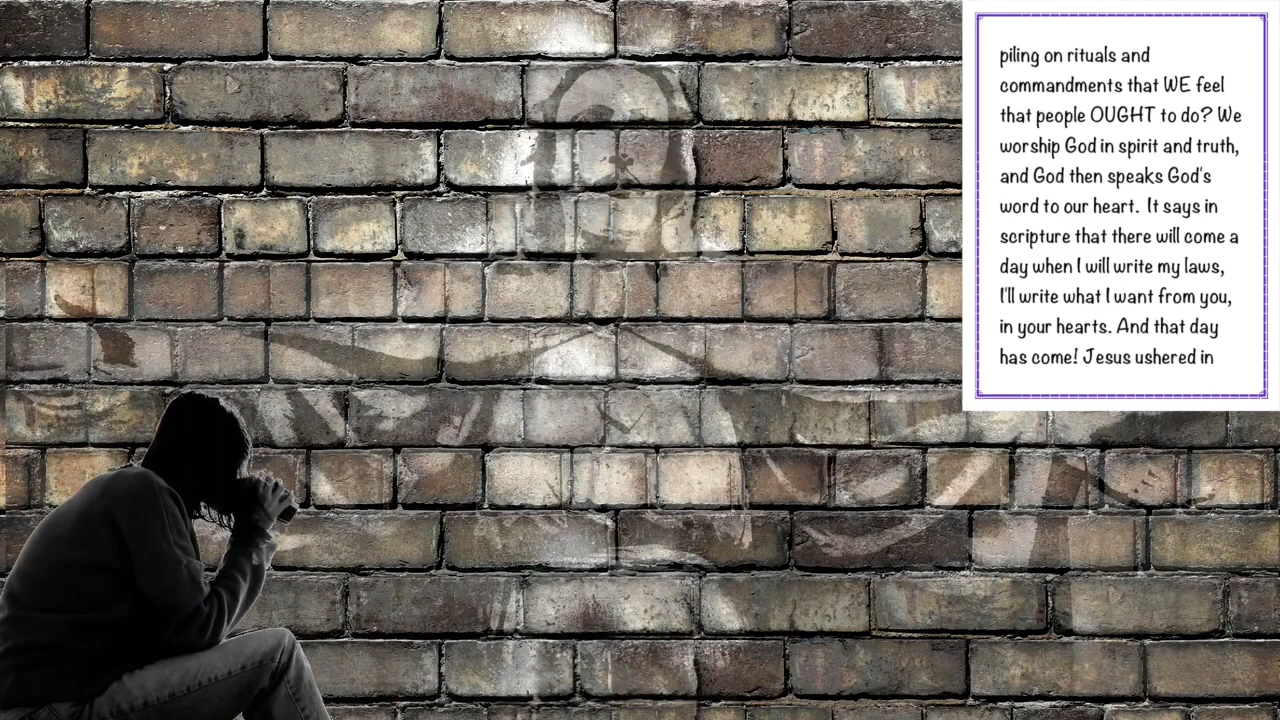 piling on rituals and
commandments that WE feel
that people OUGHT to do? We
worship God in spirit and truth,
and God then speaks God's
word to our heart. It says in
scripture that there will come a
day when I will write my laws,
I'll write what I want from you,
in your hearts. And that day
has come! Jesus ushered in